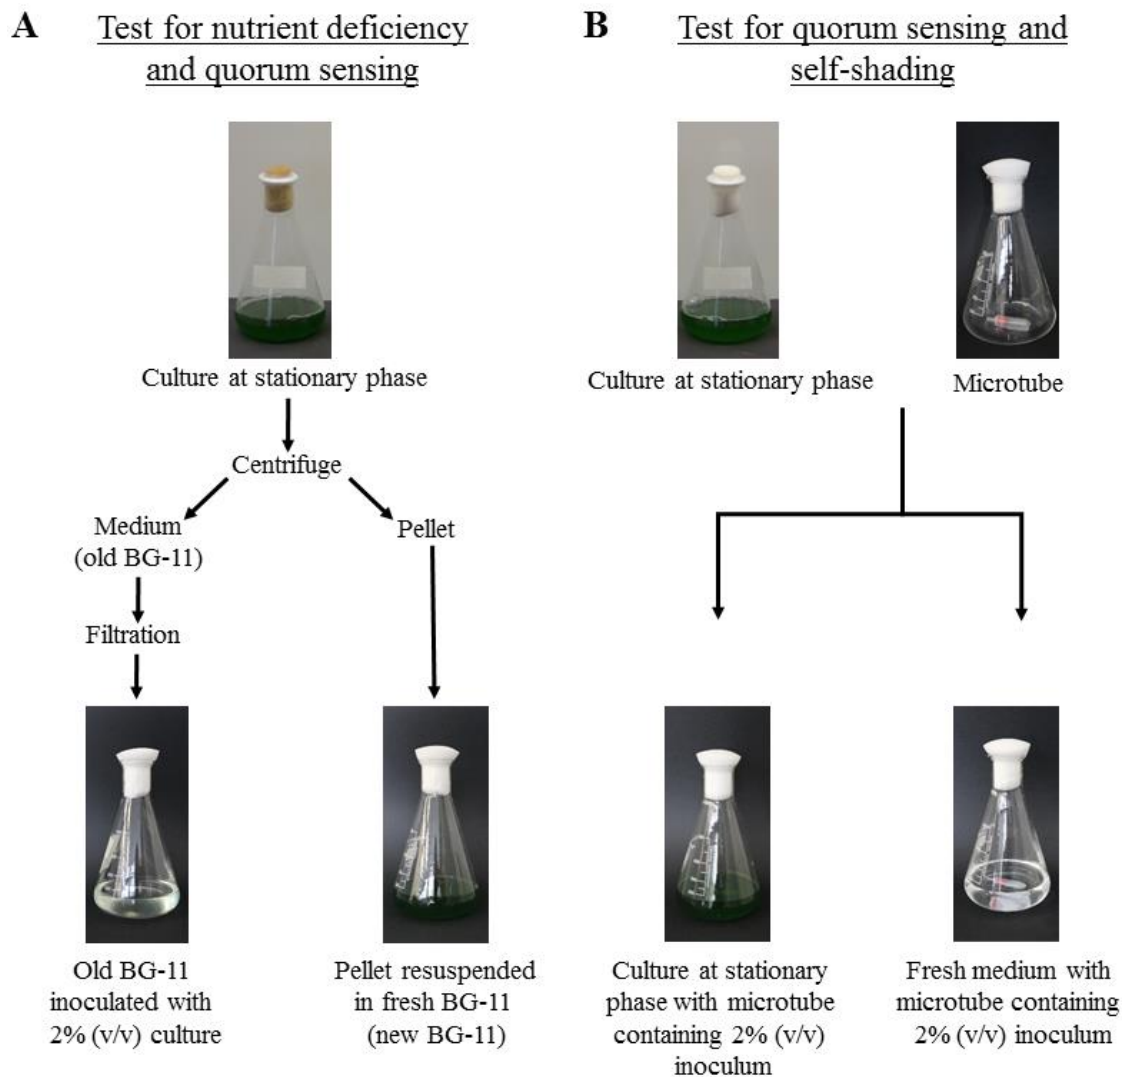 A
Test for nutrient deficiency
and quorum sensing
Culture at stationary phase
Centrifuge
Medium
(old BG-11)
Pellet
Filtration
Old BG-11
inoculated with
2% (v/v) culture
Pellet resuspended
in fresh BG-11
(new BG-11)
B
Test for quorum sensing and
self-shading
Culture at stationary phase
Microtube
Culture at stationary
phase with microtube
containing 2% (v/v)
inoculum
Fresh medium with
microtube containing
2% (v/v) inoculum